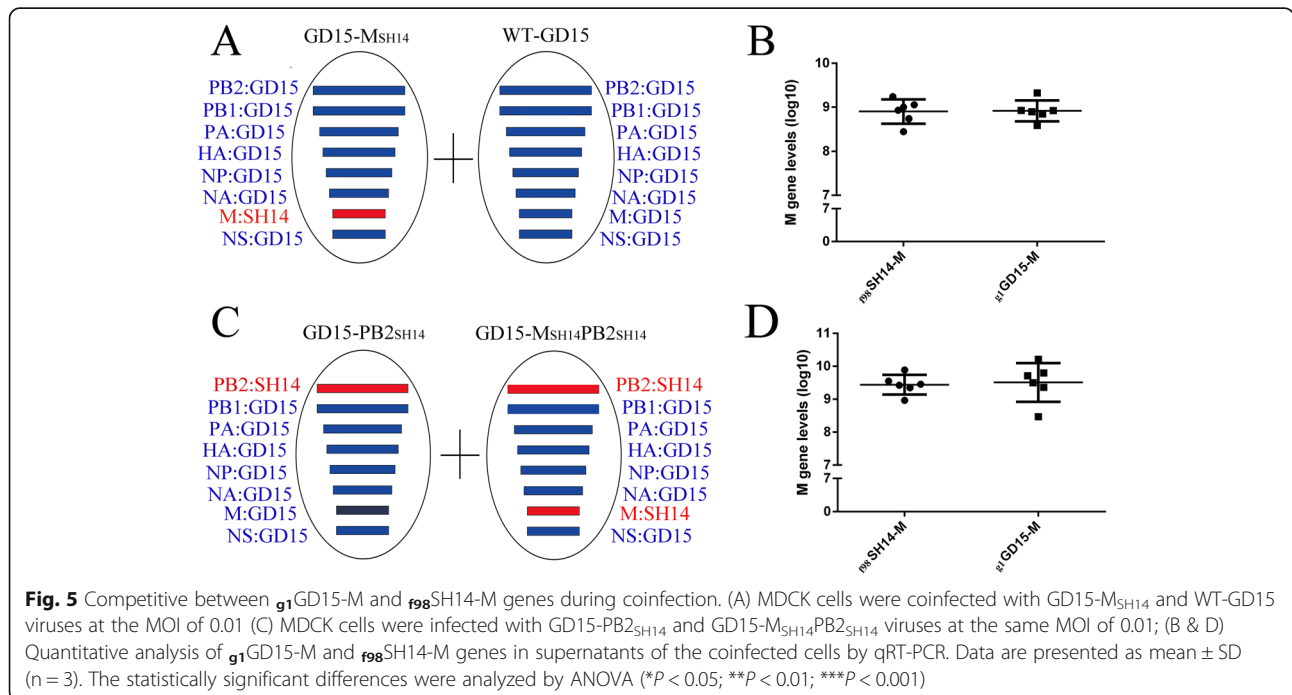 A
GD15-MSH14
WT-GD15
PB2:GD15
PB1:GD15
PA:GD15
HA:GD15
NP:GD15
NA:GD15
M:SH14
NS:GD15
PB2:GD15
PB1:GD15
PA:GD15
HA:GD15
NP:GD15
NA:GD15
M:GD15
NS:GD15
B
M gene levels (log10)
10
9
8
7
7
0
f98SH14-M
g1GD15-M
C
GD15-PB2SH14
GD15-MSH14PB2SH14
PB2:SH14
PB1:GD15
PA:GD15
HA:GD15
NP:GD15
NA:GD15
M:GD15
NS:GD15
PB2:SH14
PB1:GD15
PA:GD15
HA:GD15
NP:GD15
NA:GD15
M:SH14
NS:GD15
D
M gene levels (log10)
11
10
9
8
7
7
0
f98SH14-M
g1GD15-M
Fig. 5 Competitive between g1GD15-M and f98SH14-M genes during coinfection. (A) MDCK cells were coinfected with GD15-MSH14 and WT-GD15
viruses at the MOI of 0.01 (C) MDCK cells were infected with GD15-PB2SH14 and GD15-MSH14PB2SH14 viruses at the same MOI of 0.01; (B & D)
Quantitative analysis of g1GD15-M and f98SH14-M genes in supernatants of the coinfected cells by qRT-PCR. Data are presented as mean ± SD
(n = 3). The statistically significant differences were analyzed by ANOVA (*P < 0.05; **P < 0.01; ***P < 0.001)